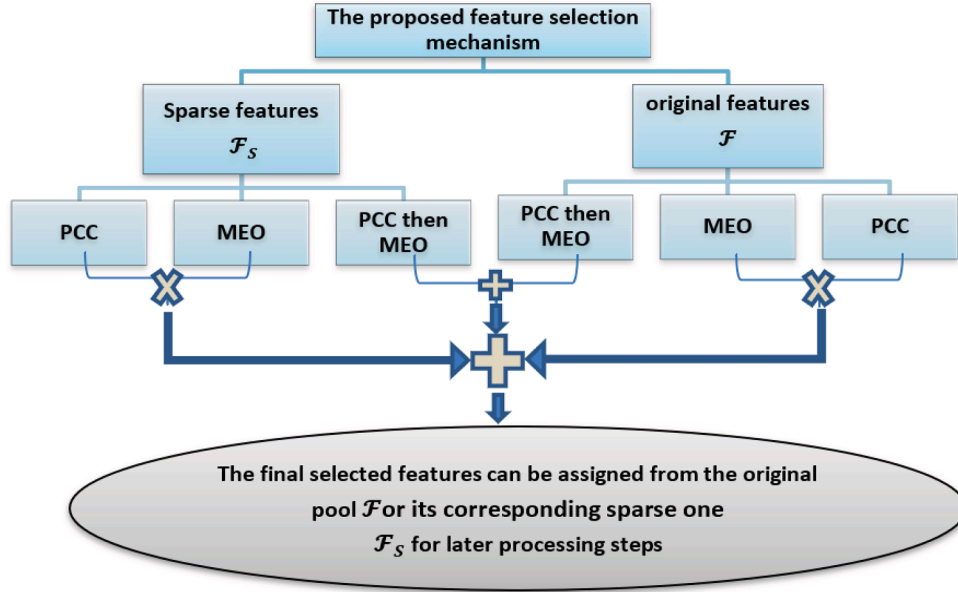 The proposed feature selection
mechanism
Sparse features
𝓕𝑆
original features
𝓕
PCC
MEO
PCC then
MEO
PCC then
MEO
MEO
PCC
The final selected features can be assigned from the original
pool 𝓕or its corresponding sparse one
𝓕𝑆 for later processing steps